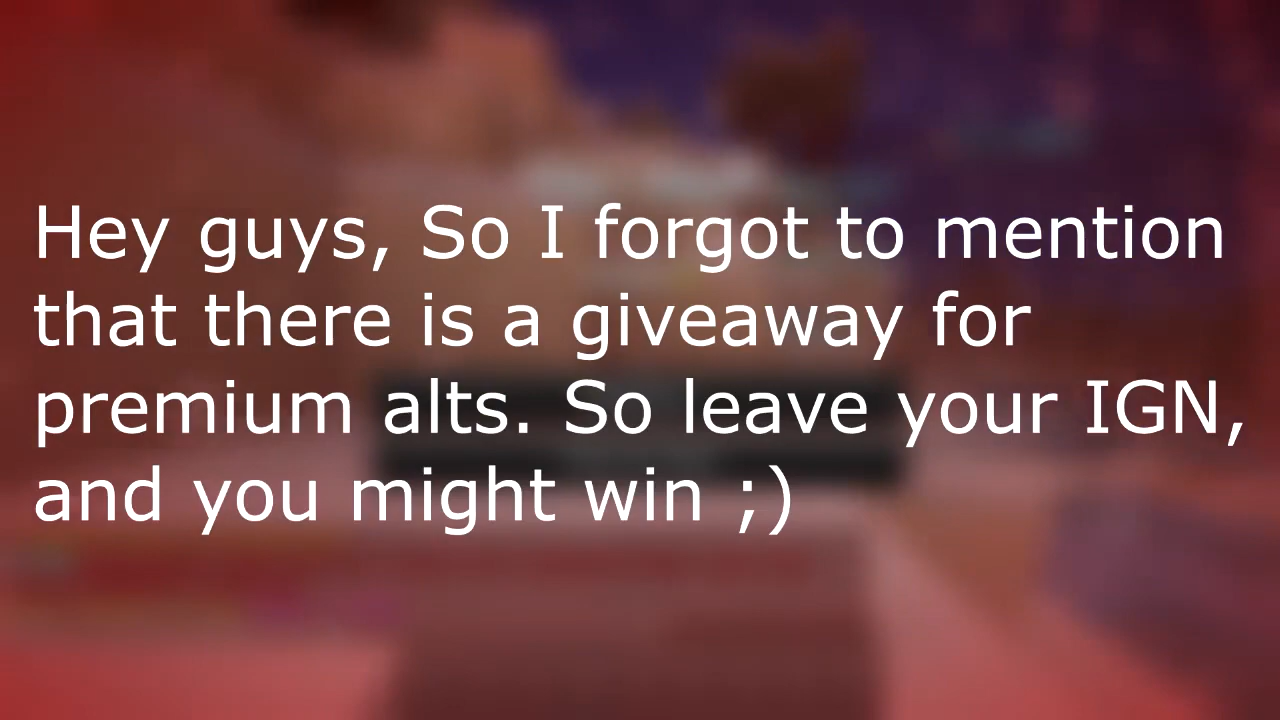 Hey guys, So I forgot to mention
that there is a giveaway for
premium alts. So leave your IGN,
and you might win ;)